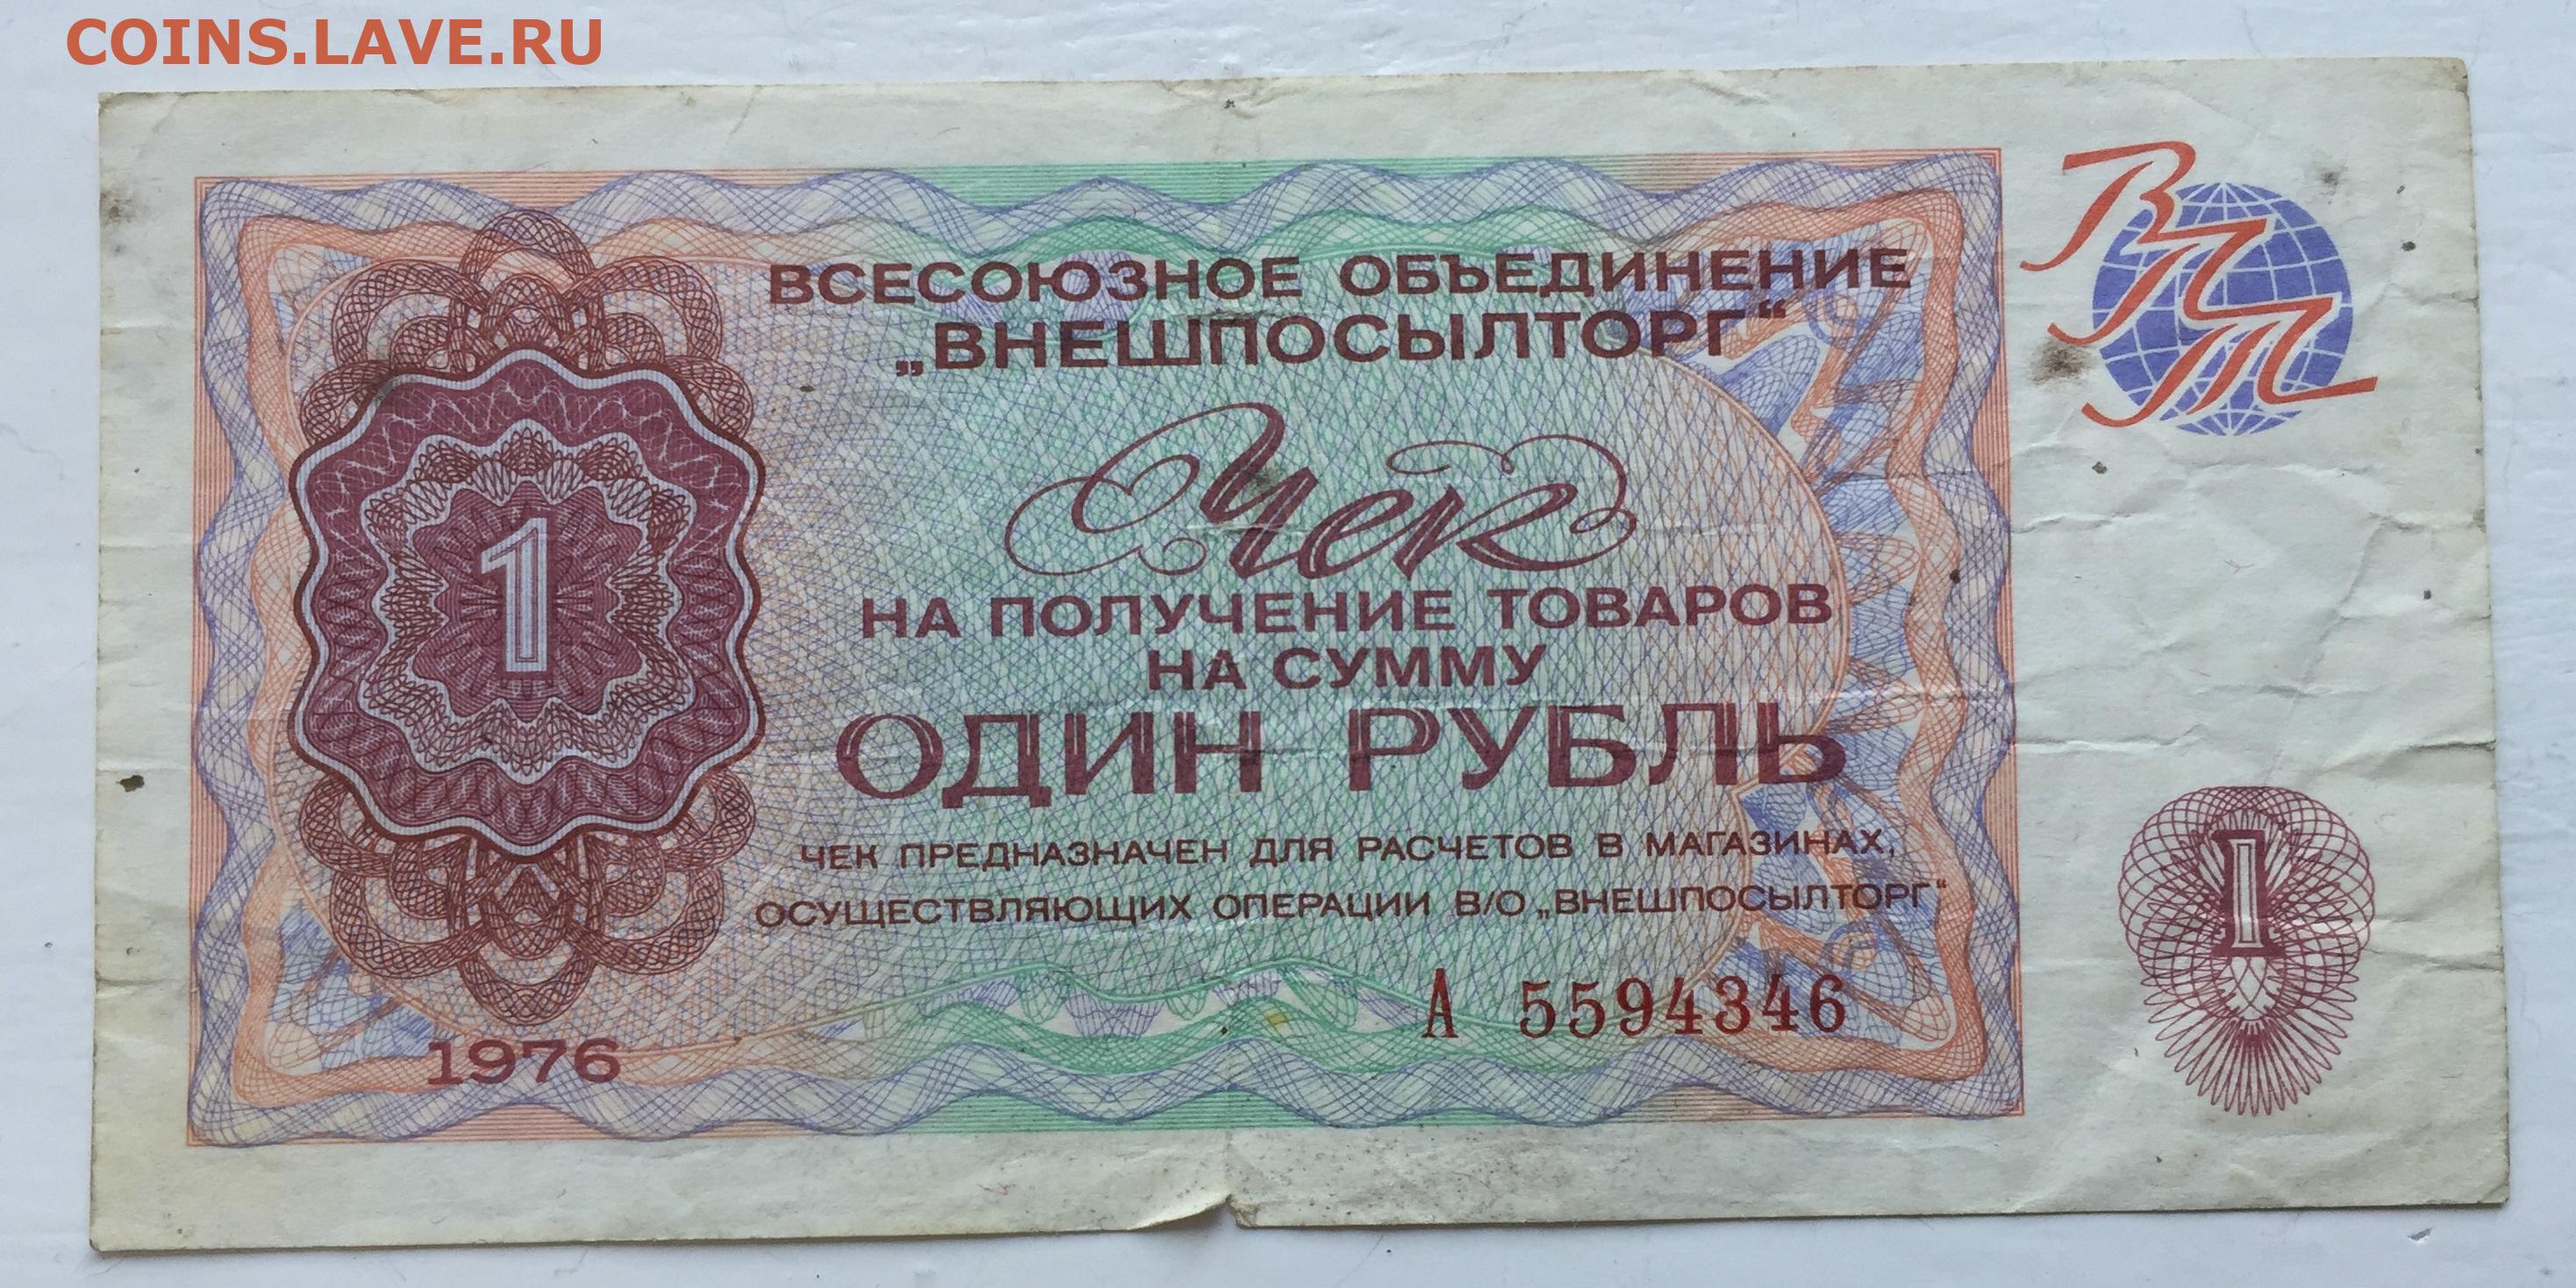 COINS.LAVE.RU
ВПТ
ВСЕСОЮЗНОЕ ОБЪЕДИНЕНИЕ
„ВНЕШПОСЫЛТОРГ“
Чек
НА ПОЛУЧЕНИЕ ТОВАРОВ
НА СУММУ
ОДИН РУБЛЬ
1
ЧЕК ПРЕДНАЗНАЧЕН ДЛЯ РАСЧЕТОВ В МАГАЗИНАХ,
ОСУЩЕСТВЛЯЮЩИХ ОПЕРАЦИИ В/О „ВНЕШПОСЫЛТОРГ“
А 5594346
1976
1